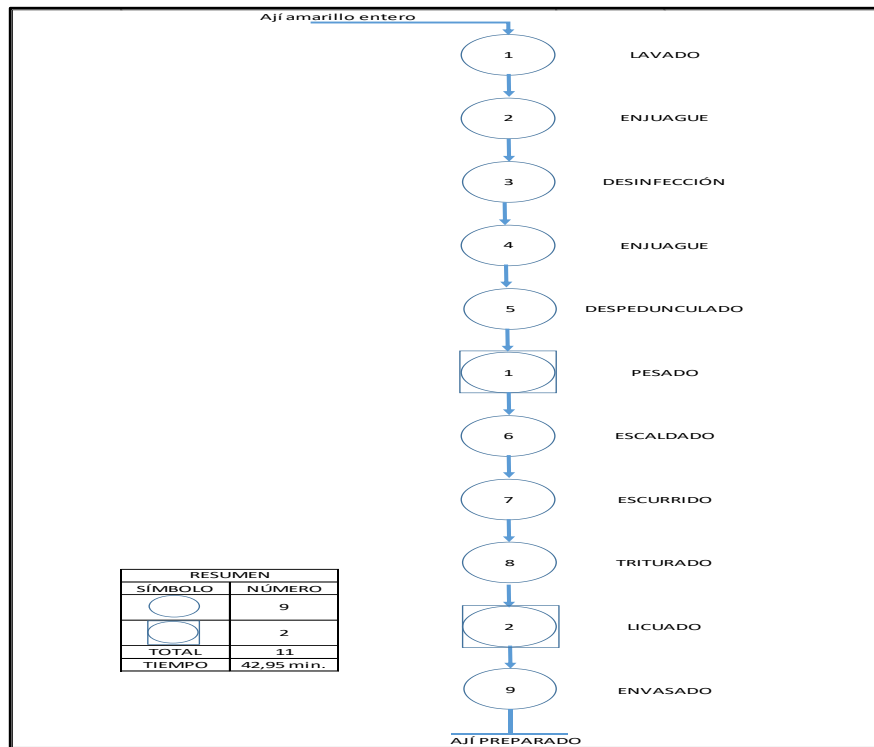 Ají amarillo entero
1 LAVADO
2 ENJUAGUE
3 DESINFECCIÓN
4 ENJUAGUE
5 DESPEDUNCULADO
1 PESADO
6 ESCALDADO
7 ESCURRIDO
8 TRITURADO
2 LICUADO
9 ENVASADO
AJÍ PREPARADO
RESUMEN
SÍMBOLO NÚMERO
9
2
TOTAL 11
TIEMPO 42,95 min.